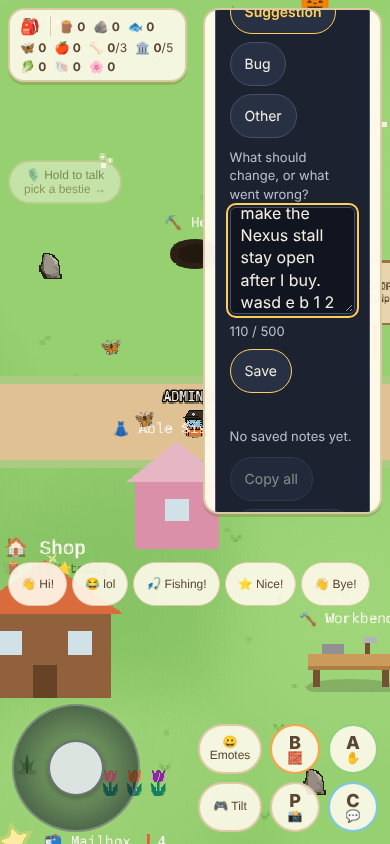 0 0 0
0 0 0/3 0/5
0 0 0
Hold to talk
pick a bestie →
Suggestion
Bug
Other
What should
change, or what
went wrong?
make the
Nexus stall
stay open
after I buy.
wasd e b 1 2
110 / 500
Save
No saved notes yet.
Copy all
ADMIN
Able
Shop
Hi!
lol
Fishing!
Nice!
Bye!
Workbenc
B
A
Emotes
Tilt
P
C
Mailbox
4